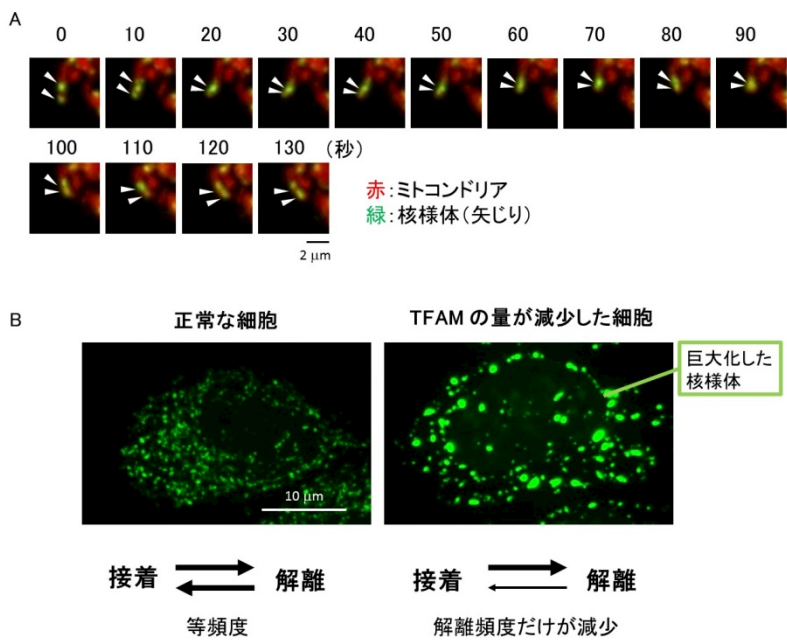 A
0 10 20 30 40 50 60 70 80 90
100 110 120 130 (秒)
赤:ミトコンドリア
緑:核様体(矢じり)
2 μm
B
正常な細胞
TFAM の量が減少した細胞
巨大化した
核様体
10 μm
接着 解離
接着 解離
等頻度
解離頻度だけが減少